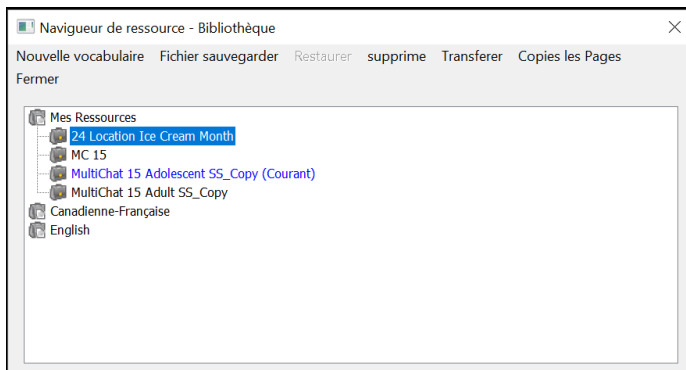 Navigueur de ressource - Bibliothèque
Nouvelle vocabulaire Fichier sauvegarder Restaurer supprime Transferer Copies les Pages
Fermer
Mes Ressources
24 Location Ice Cream Month
MC 15
MultiChat 15 Adolescent SS_Copy (Courant)
MultiChat 15 Adult SS_Copy
Canadienne-Française
English